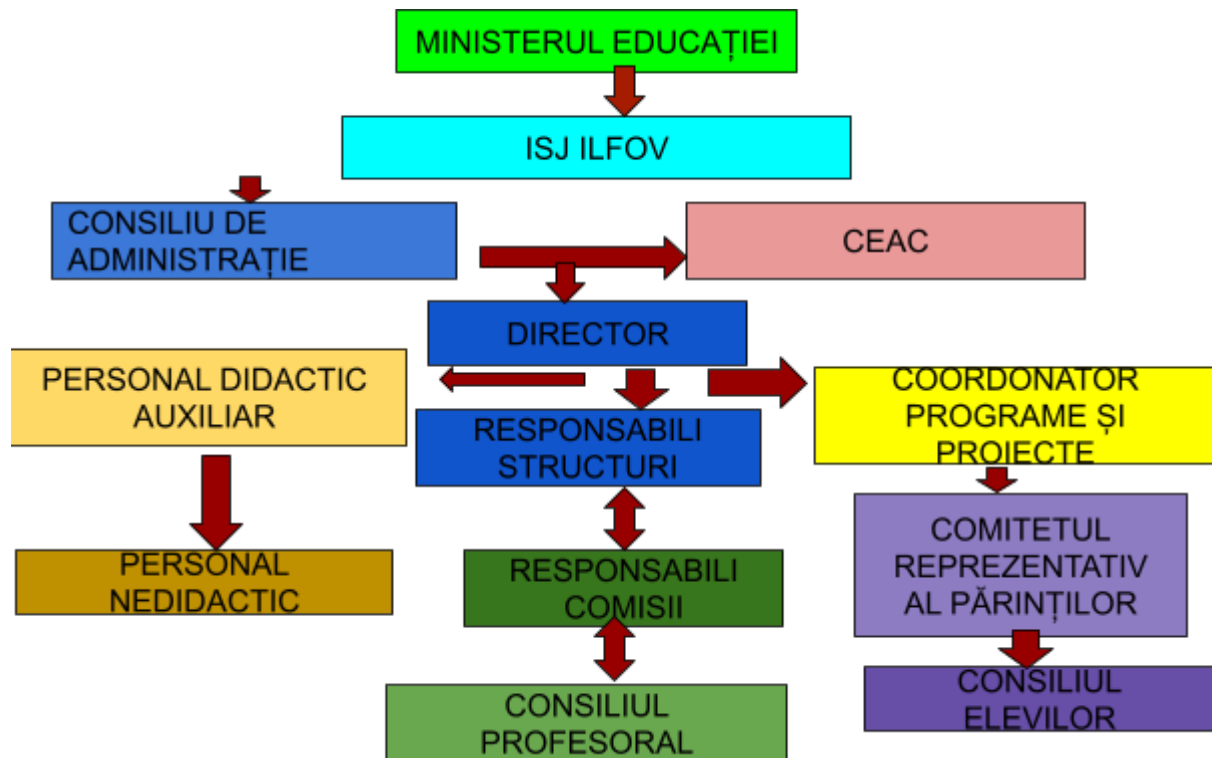 MINISTERUL EDUCAȚIEI
ISJ ILFOV
CONSILIU DE
ADMINISTRAȚIE
CEAC
DIRECTOR
PERSONAL DIDACTIC
AUXILIAR
RESPONSABILI
STRUCTURI
COORDONATOR
PROGRAME ȘI
PROIECTE
PERSONAL
NEDIDACTIC
RESPONSABILI
COMISII
COMITETUL
REPREZENTATIV
AL PĂRINȚILOR
CONSILIUL
PROFESORAL
CONSILIUL
ELEVILOR